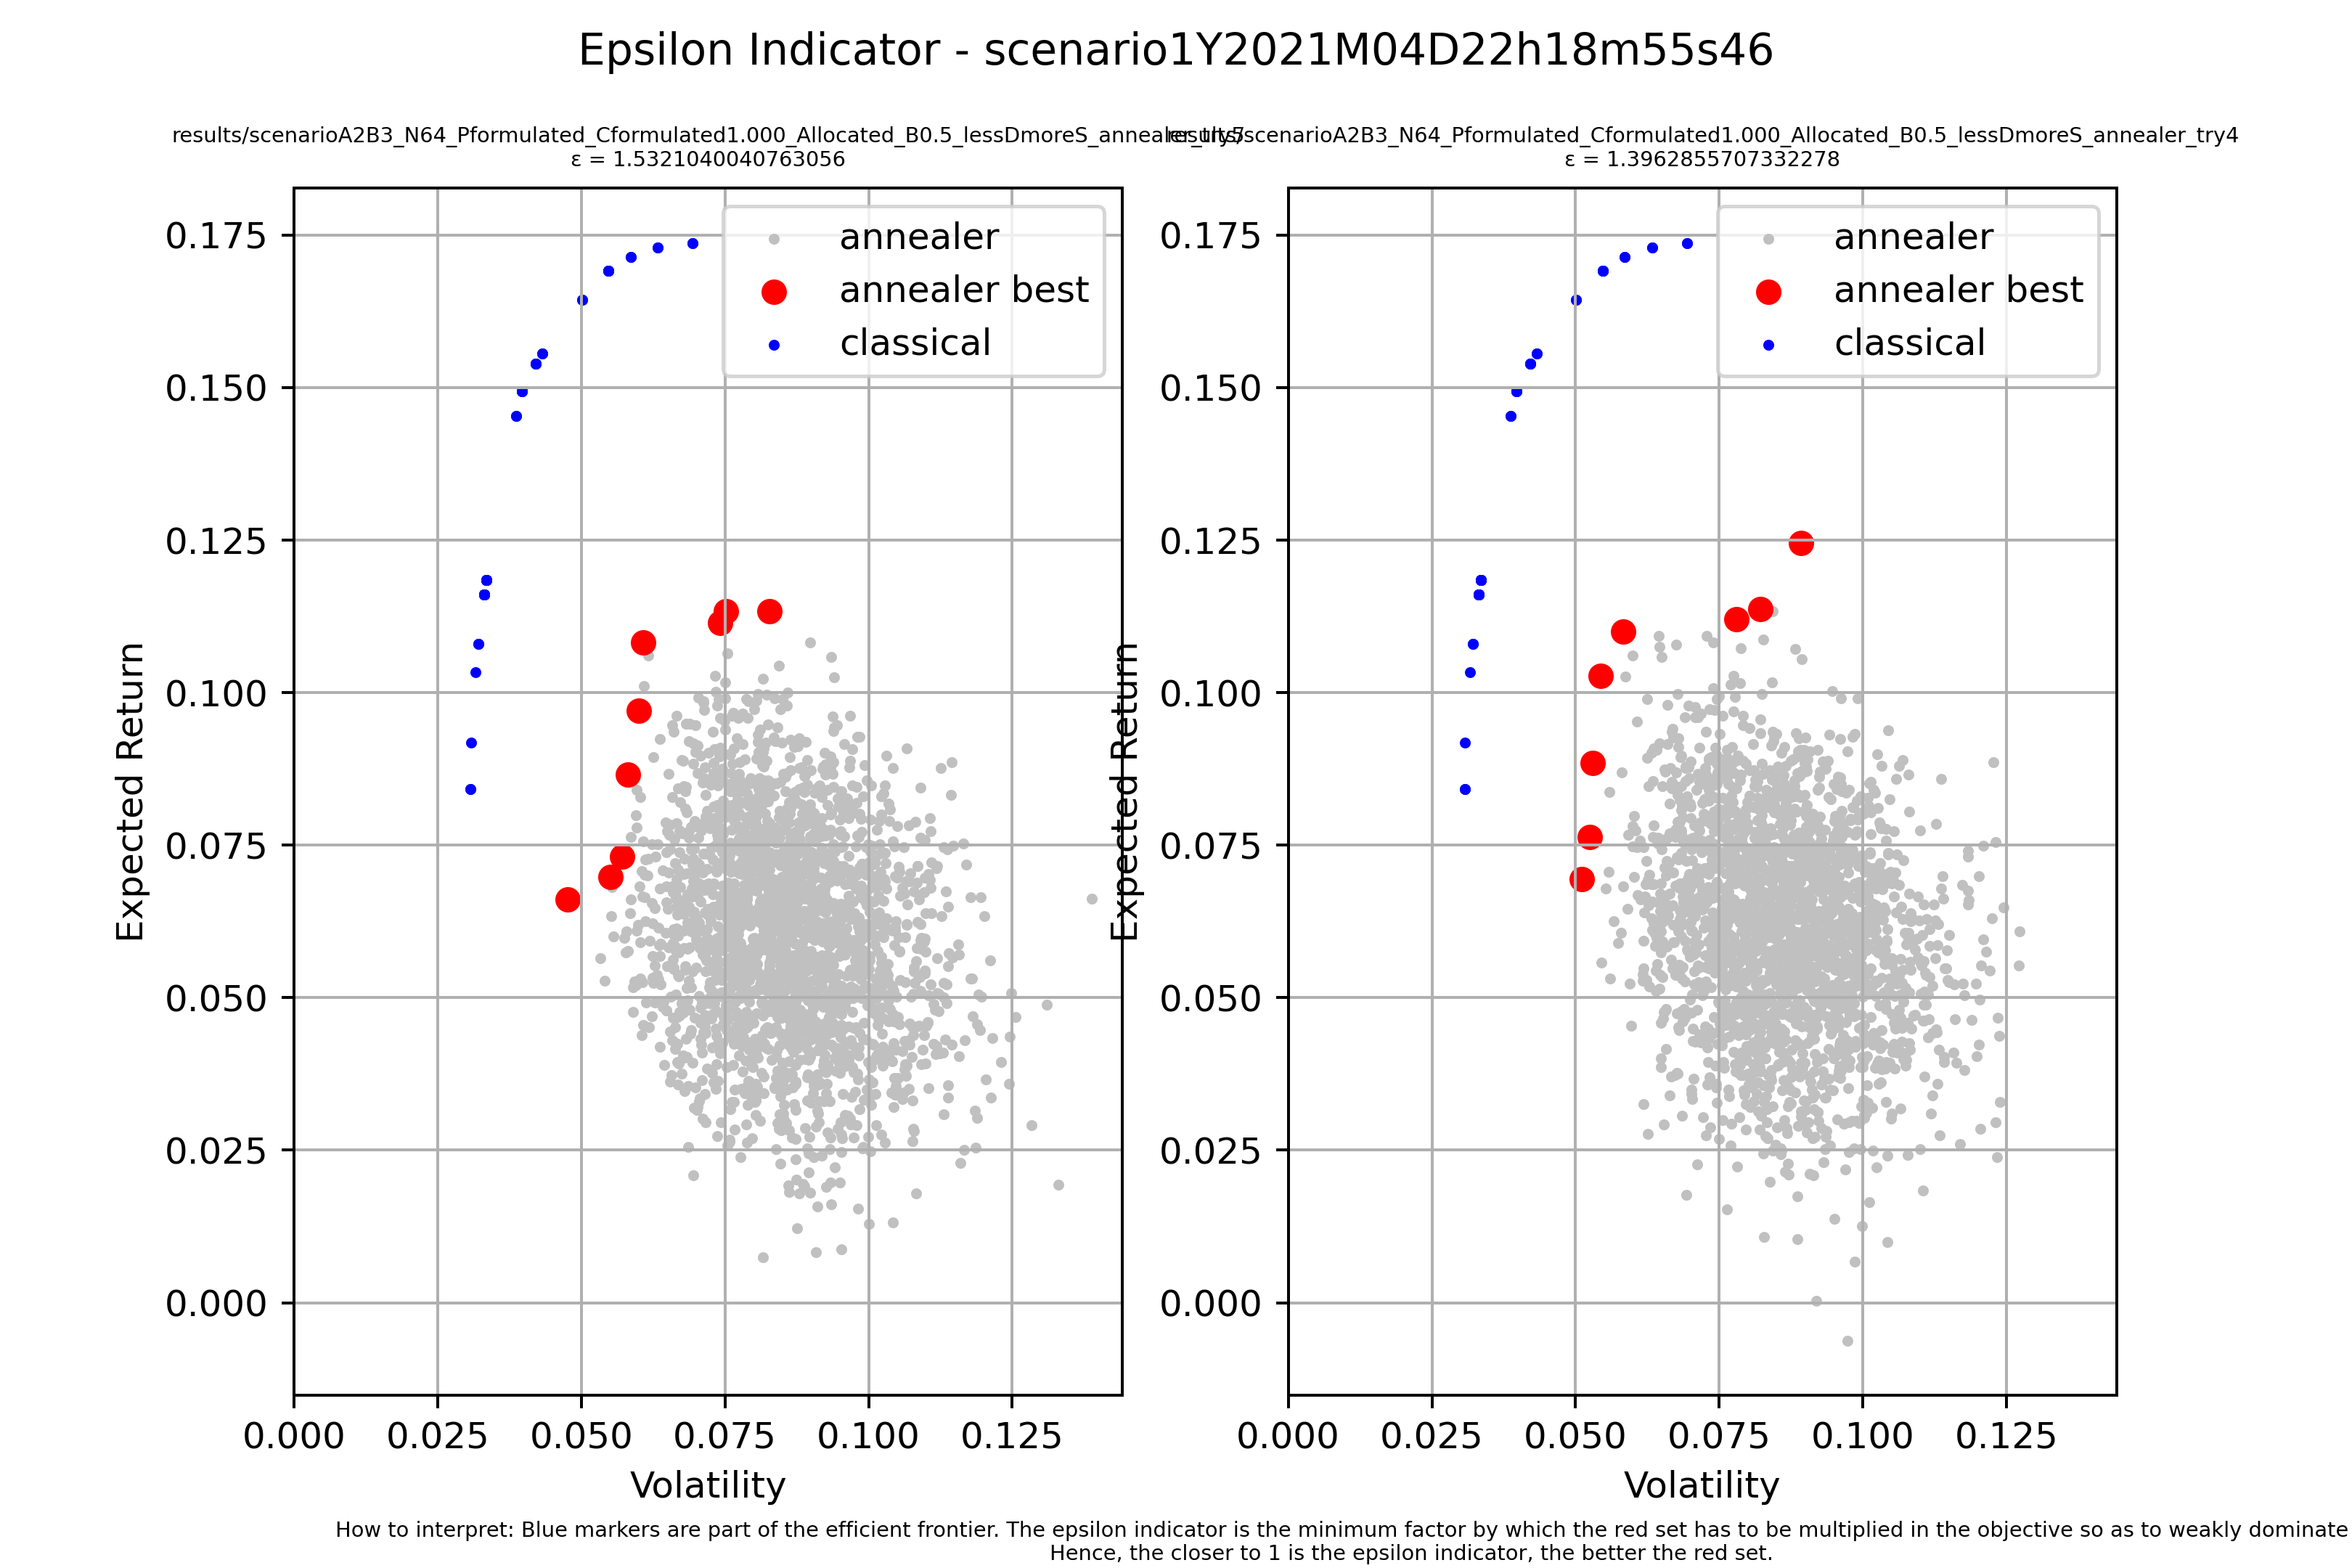 Epsilon Indicator - scenario1Y2021M04D22h18m55s46
results/scenarioA2B3_N64_Pformulated_Cformulated1.000_Allocated_B0.5_lessDmoreS_annealer_try5
ε = 1.5321040040763056
results/scenarioA2B3_N64_Pformulated_Cformulated1.000_Allocated_B0.5_lessDmoreS_annealer_try4
ε = 1.3962855707332278
annealer
annealer best
classical
0.175
0.150
0.125
0.100
0.075
0.050
0.025
0.000
Expected Return
0.000 0.025 0.050 0.075 0.100 0.125
Volatility
annealer
annealer best
classical
0.175
0.150
0.125
0.100
0.075
0.050
0.025
0.000
Expected Return
0.000 0.025 0.050 0.075 0.100 0.125
Volatility
How to interpret: Blue markers are part of the efficient frontier. The epsilon indicator is the minimum factor by which the red set has to be multiplied in the objective so as to weakly dominate
Hence, the closer to 1 is the epsilon indicator, the better the red set.